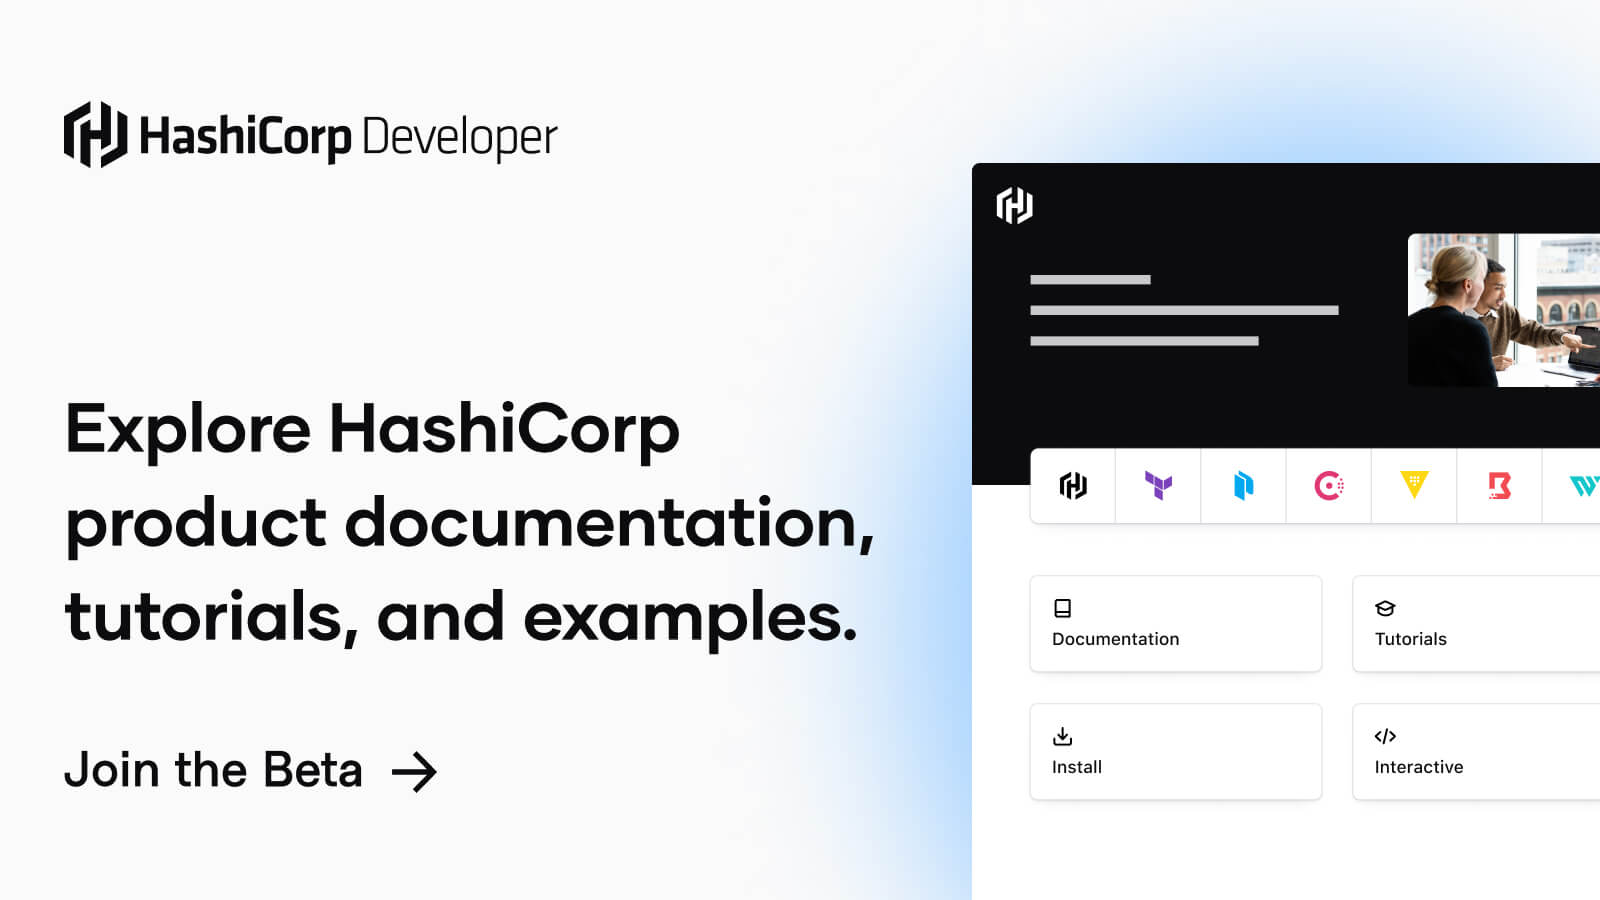 HashiCorp Developer
Explore HashiCorp
product documentation,
tutorials, and examples.
Join the Beta
Documentation
Tutorials
Install
Interactive